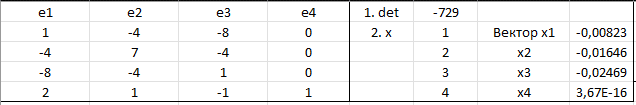 e1 e2 e3 e4 1. det -729
1 -4 -8 0 2. x 1 Вектор x1 -0,00823
-4 7 -4 0 2 x2 -0,01646
-8 -4 1 0 3 x3 -0,02469
2 1 -1 1 4 x4 3,67E-16